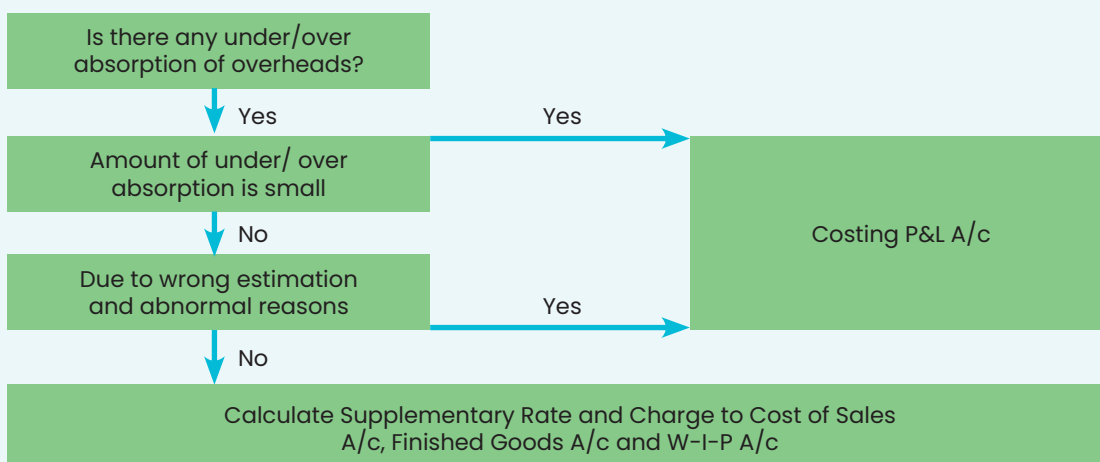 Is there any under/over
absorption of overheads?
Yes
Yes
Amount of under/ over
absorption is small
Costing P&L A/c
No
Due to wrong estimation
and abnormal reasons
Yes
No
Calculate Supplementary Rate and Charge to Cost of Sales
A/c, Finished Goods A/c and W-I-P A/c